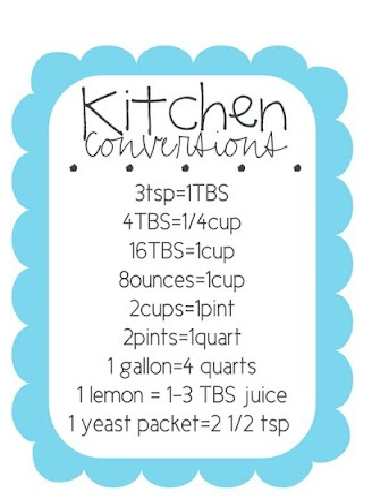 Kitchen
conversions
3tsp=1TBS
4TBS=1/4cup
16TBS=1cup
8ounces=1cup
2cups=1pint
2pints=1quart
1 gallon=4 quarts
1 lemon = 1-3 TBS juice
1 yeast packet=2 1/2 tsp